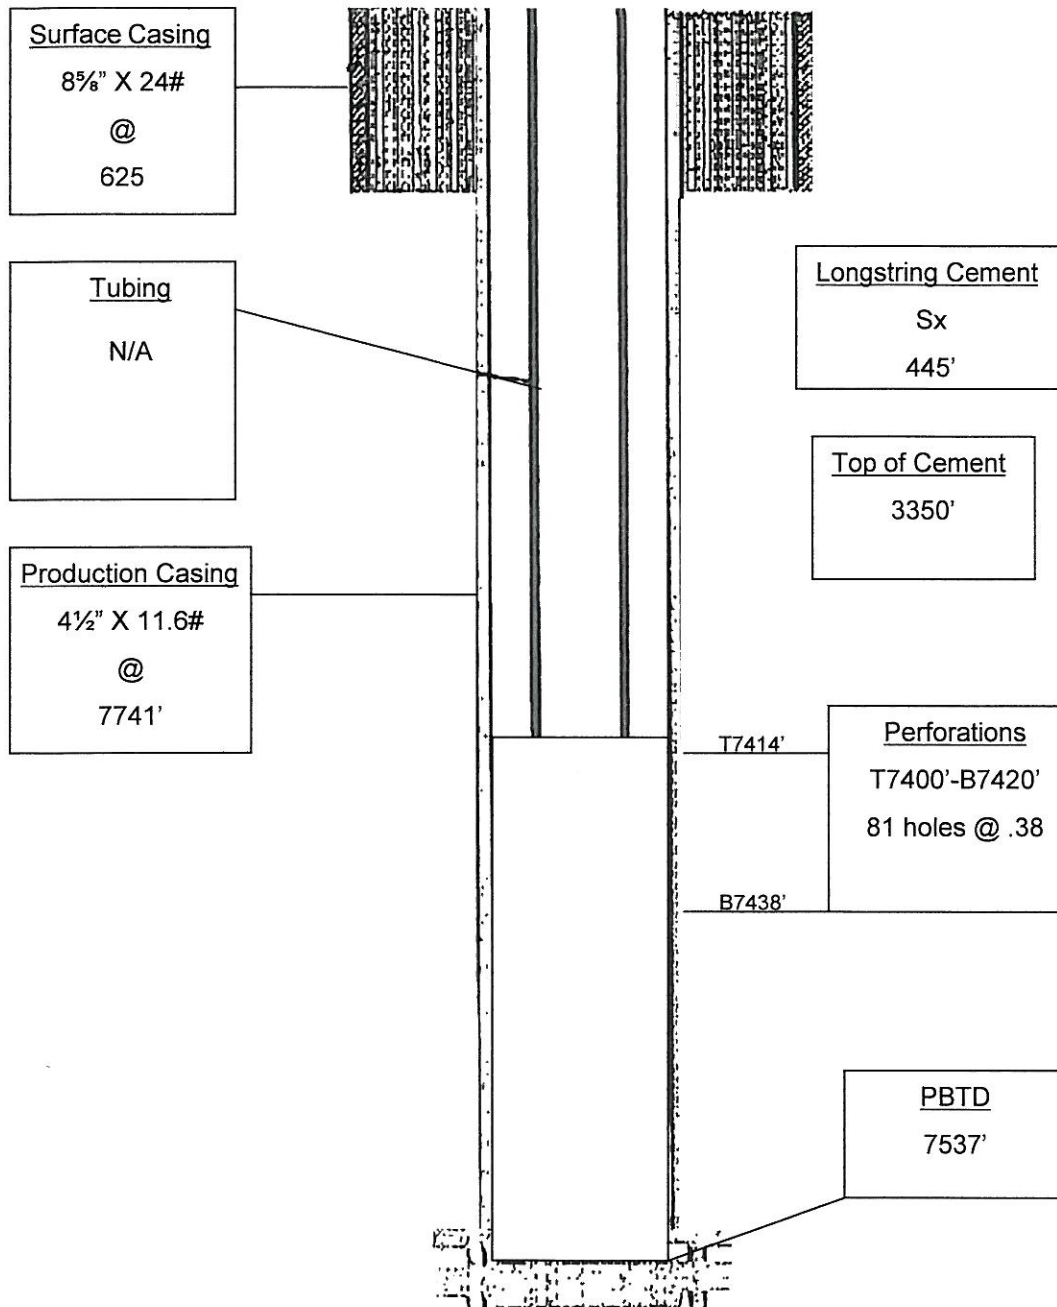 Surface Casing
8⅝" X 24#
@
625
Tubing
N/A
Production Casing
4½" X 11.6#
@
7741'
Longstring Cement
Sx
445'
Top of Cement
3350'
T7414'
B7438'
Perforations
T7400'-B7420'
81 holes @ .38
PBTD
7537'